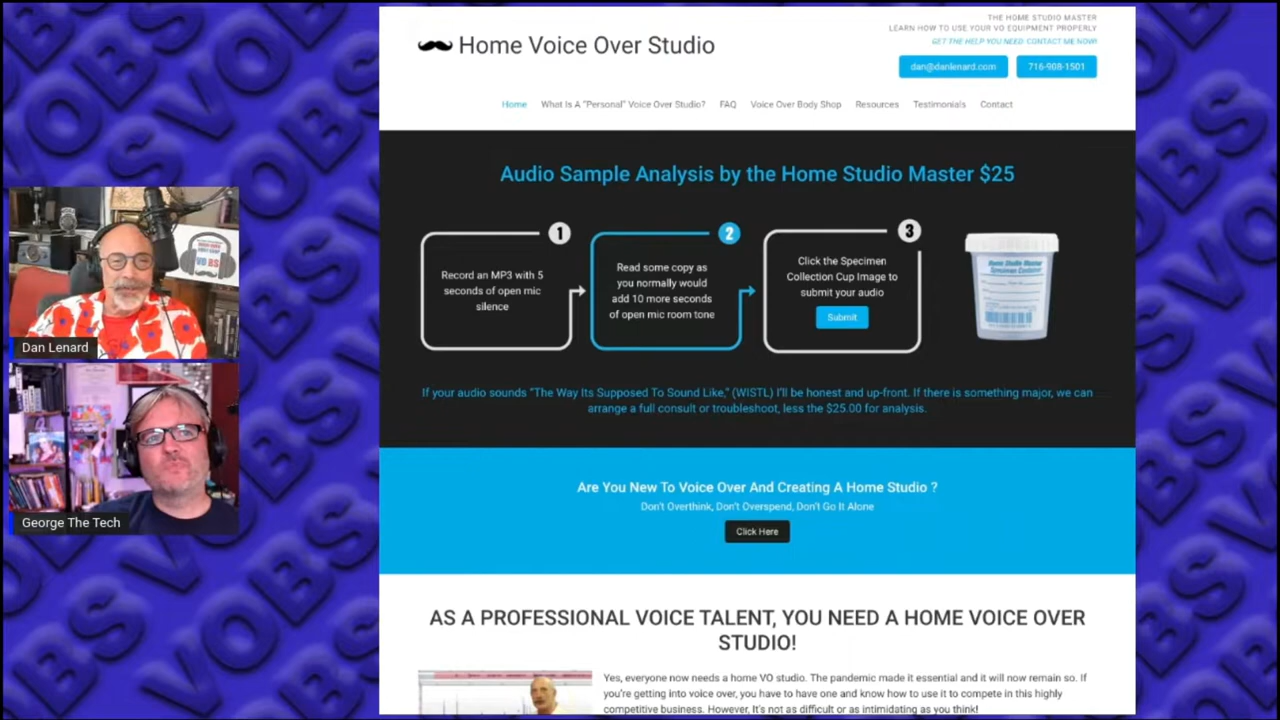 THE HOME STUDIO MASTER
LEARN HOW TO USE YOUR VO EQUIPMENT PROPERLY
GET THE HELP YOU NEED. CONTACT ME NOW!
Home Voice Over Studio
dan@danlenard.com 716-908-1501
Home What Is A "Personal" Voice Over Studio? FAQ Voice Over Body Shop Resources Testimonials Contact
Audio Sample Analysis by the Home Studio Master $25
1
Record an MP3 with 5
seconds of open mic
silence
2
Read some copy as
you normally would
add 10 more seconds
of open mic room tone
3
Click the Specimen
Collection Cup Image to
submit your audio
Submit
Home Studio Master
Specimen Container
If your audio sounds "The Way Its Supposed To Sound Like," (WISTL) I'll be honest and up-front. If there is something major, we can
arrange a full consult or troubleshoot, less the $25.00 for analysis.
Are You New To Voice Over And Creating A Home Studio ?
Don't Overthink, Don't Overspend, Don't Go It Alone
Click Here
AS A PROFESSIONAL VOICE TALENT, YOU NEED A HOME VOICE OVER
STUDIO!
Yes, everyone now needs a home VO studio. The pandemic made it essential and it will now remain so. If
you're getting into voice over, you have to have one and know how to use it to compete in this highly
competitive business. However, It's not as difficult or as intimidating as you think!
VO BS
Dan Lenard
George The Tech
VOBS VOBS VOBS